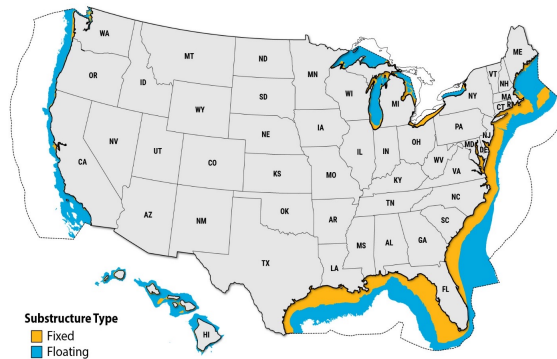 WA
MT
ND
MN
ME
VT
NH
OR
ID
SD
WI
MI
NY
MA
CT
RI
WY
IA
PA
NJ
NE
OH
MD
DE
NV
UT
CO
IL
IN
WV
VA
CA
KS
MO
KY
NC
TN
AZ
NM
OK
AR
SC
MS
AL
GA
TX
LA
FL
HI
Substructure Type
Fixed
Floating